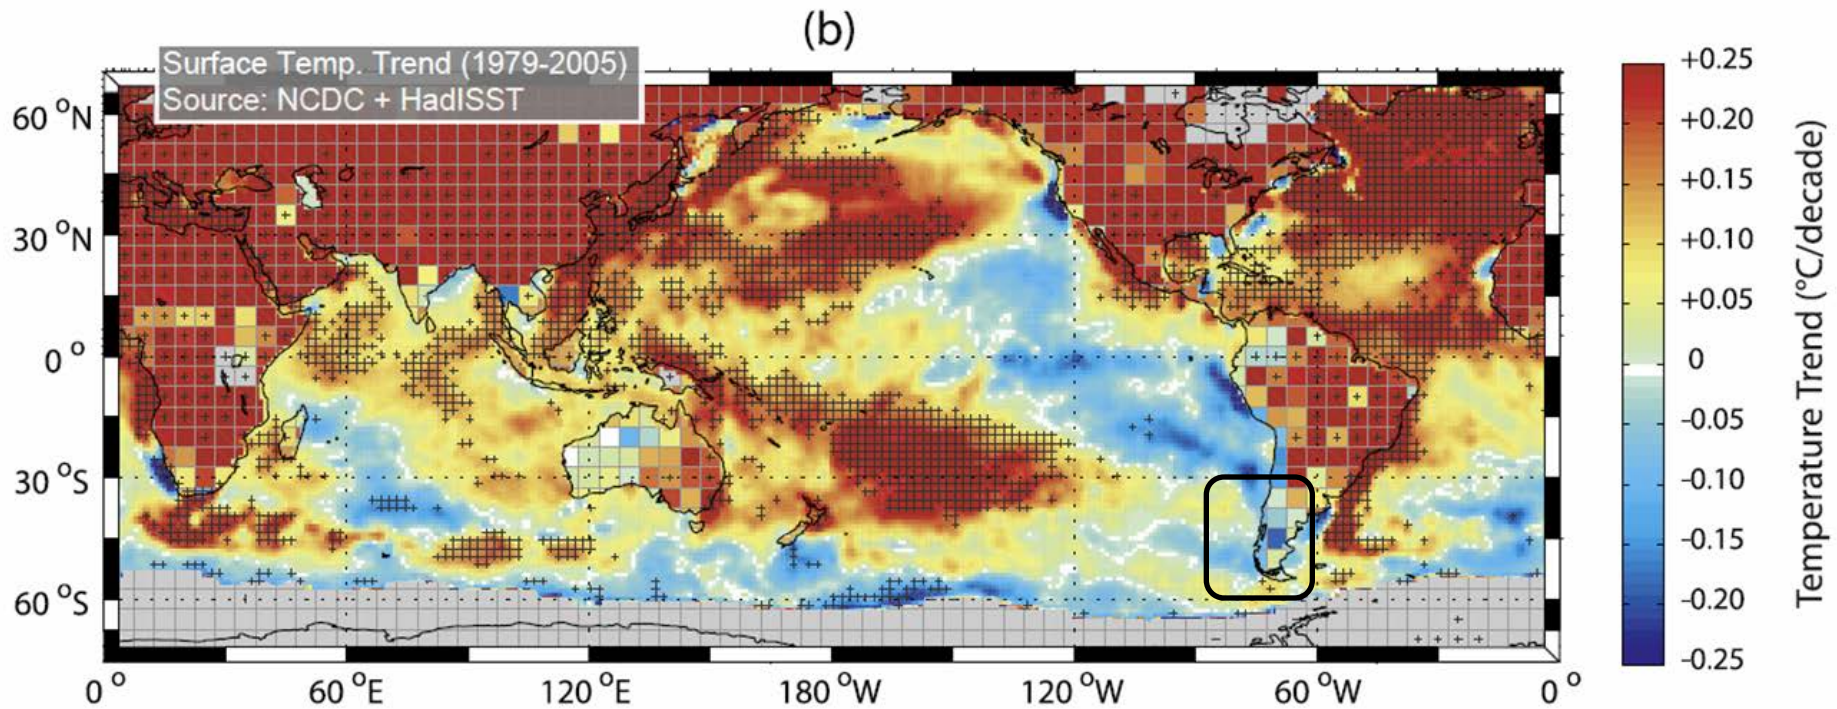 (b)
Surface Temp. Trend (1979-2005)
Source: NCDC + HadISST
60 °N
30 °N
0 °
30 °S
60 °S
0 °
60 °E
120 °E
180 °W
120 °W
60 °W
0 °
+0.25
+0.20
+0.15
+0.10
+0.05
0
-0.05
-0.10
-0.15
-0.20
-0.25
Temperature Trend (°C/decade)